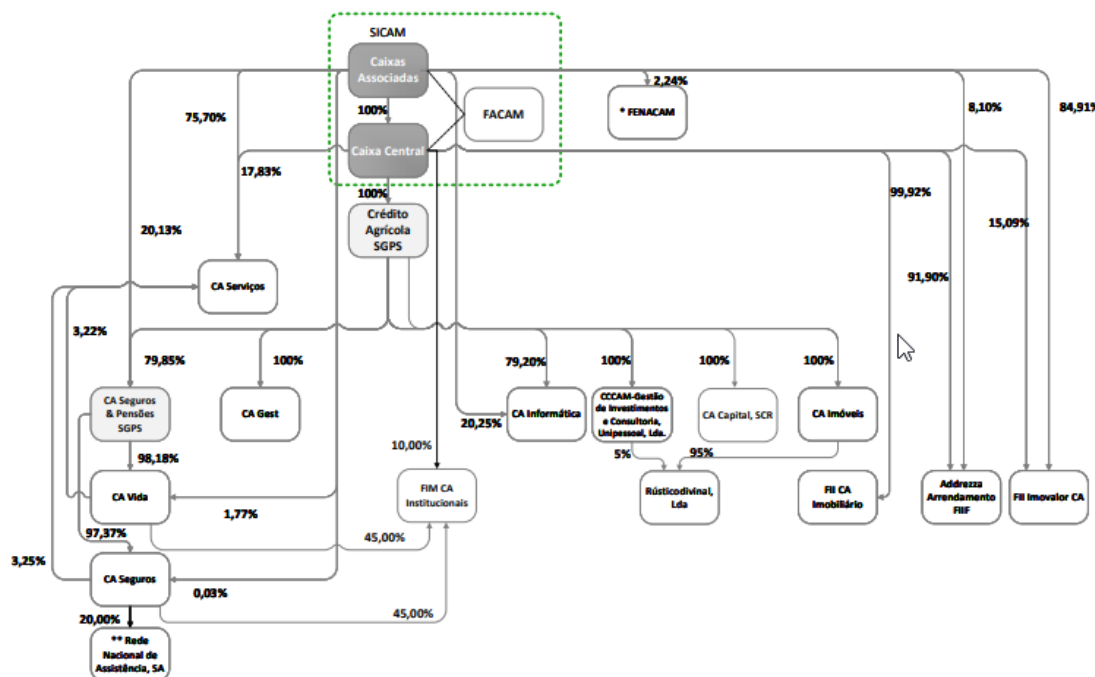 SICAM
Caixas
Associadas
2,24%
100%
FACAM
* FENACAM
8,10%
84,91%
75,70%
Caixa Central
17,83%
100%
99,92%
Crédito
Agrícola
SGPS
20,13%
15,09%
CA Serviços
91,90%
3,22%
79,85%
100%
79,20%
100%
100%
100%
CA Seguros
& Pensões
SGPS
CA Gest
CA Informática
CCCAM-Gestão
de Investimentos
e Consultoria,
Unipessoal, Lda.
CA Capital, SCR
CA Imóveis
20,25%
10,00%
98,18%
5%
95%
CA Vida
FIM CA
Institucionais
Rústicodivinal,
Lda
FII CA
Imobiliário
Addrezza
Arrendamento
FIIF
FII Imovalor CA
1,77%
97,37%
45,00%
3,25%
CA Seguros
0,03%
20,00%
45,00%
** Rede
Nacional de
Assistência, SA